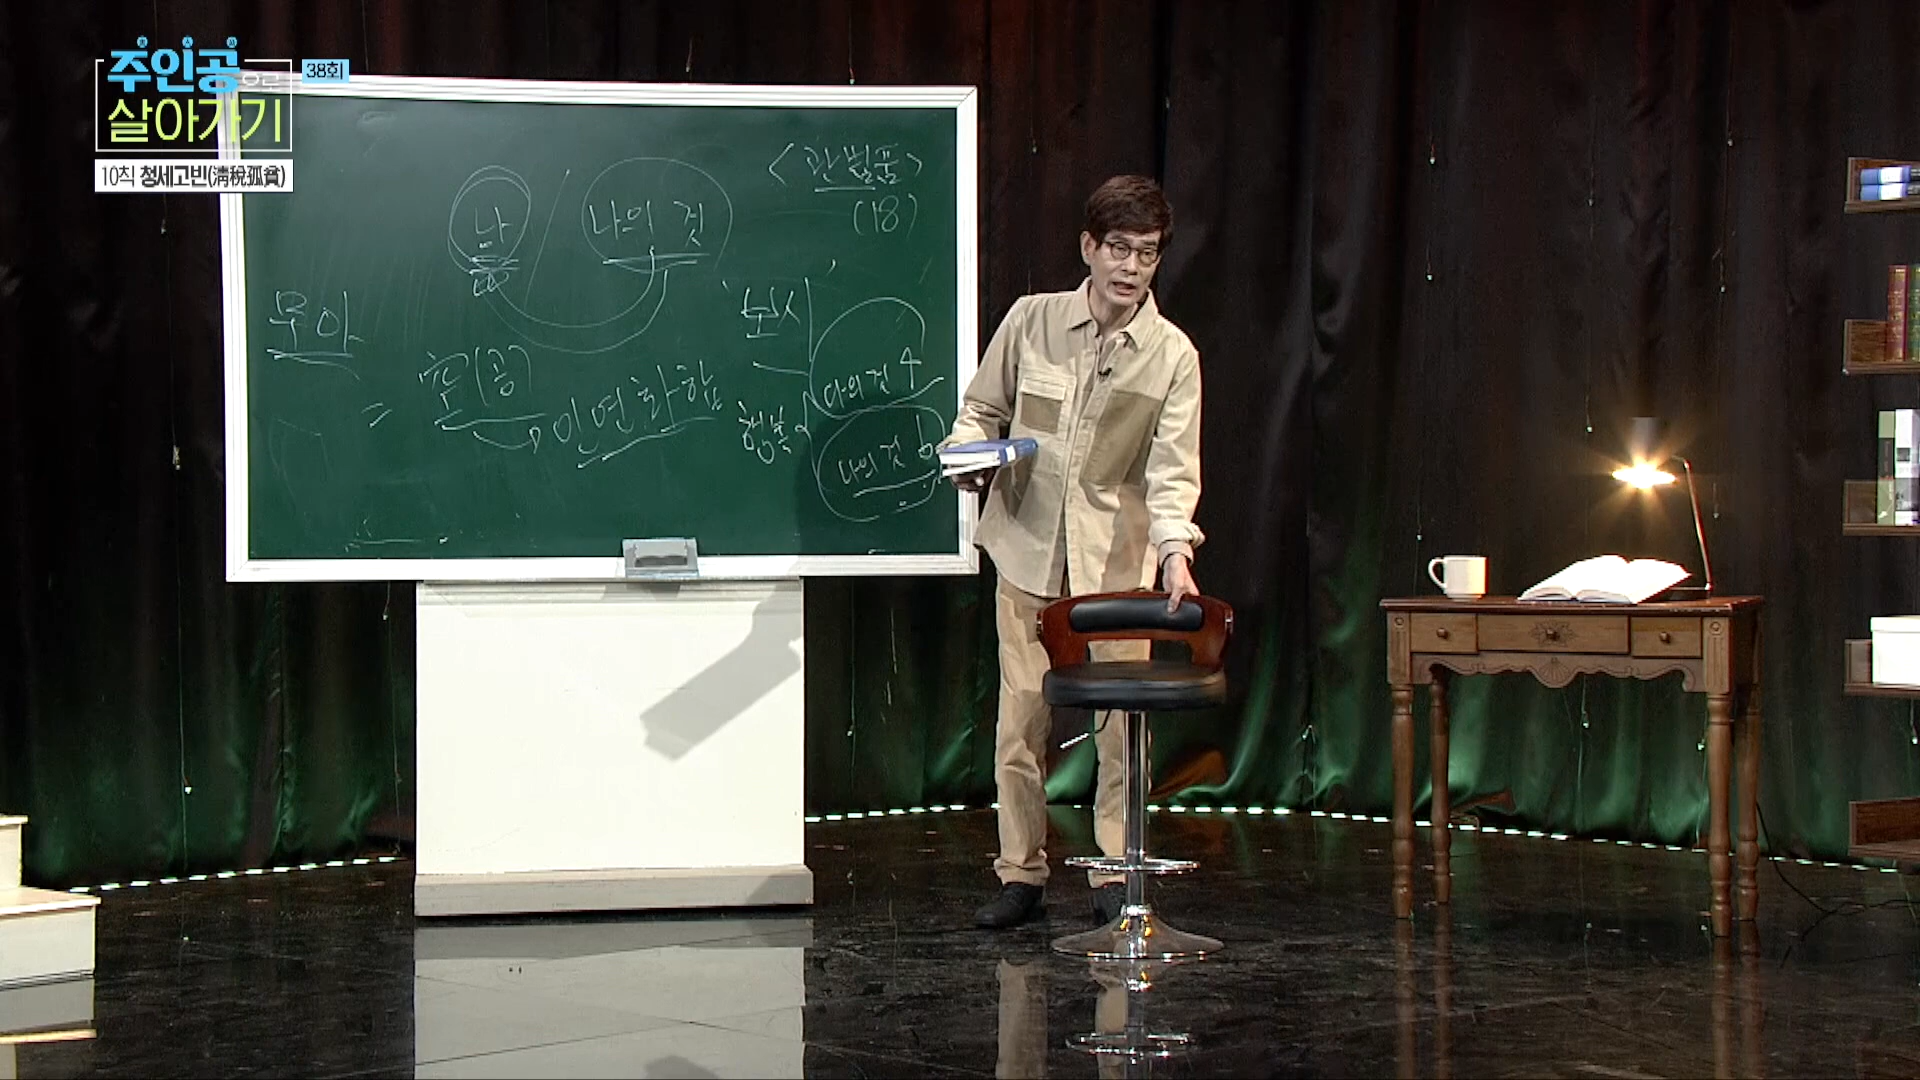 주인공으로
살아가기
38회
10칙 청세고빈(淸稅孤貧)
<관법품>
(18)
나 / 나의 것
무아
'보시'
= '춘(공)
인연화합
행복
나의 것 4
나의 것 b